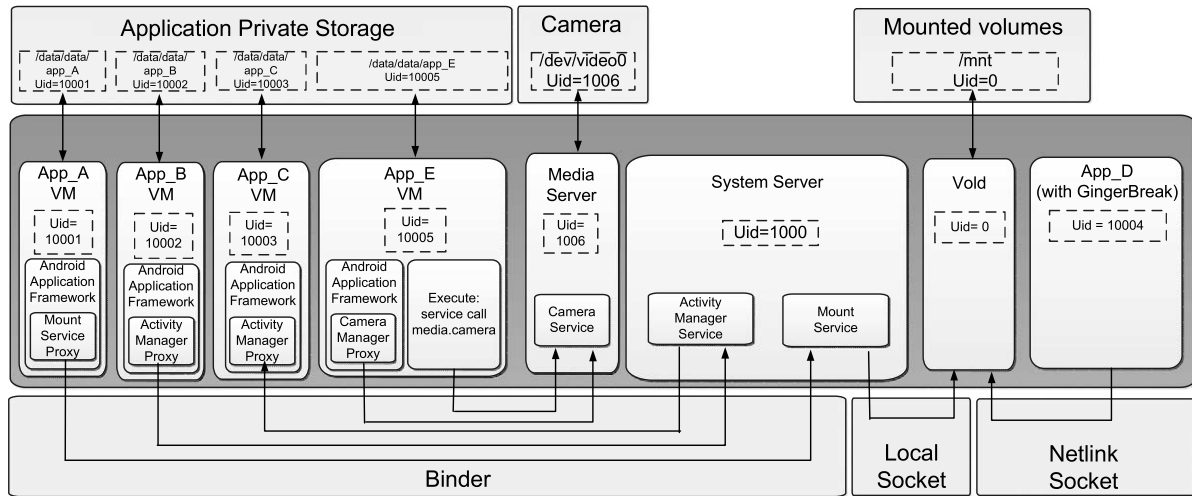 Application Private Storage
/data/data/
app_A
Uid=10001
/data/data/
app_B
Uid=10002
/data/data/
app_C
Uid=10003
/data/data/app_E
Uid=10005
Camera
/dev/video0
Uid=1006
Mounted volumes
/mnt
Uid=0
App_A
VM
Uid=
10001
Android
Application
Framework
Mount
Service
Proxy
App_B
VM
Uid=
10002
Android
Application
Framework
Activity
Manager
Proxy
App_C
VM
Uid=
10003
Android
Application
Framework
Activity
Manager
Proxy
App_E
VM
Uid=
10005
Android
Application
Framework
Camera
Manager
Proxy
Execute:
service call
media.camera
Media
Server
Uid=
1006
Camera
Service
System Server
Uid=1000
Activity
Manager
Service
Mount
Service
Vold
Uid= 0
App_D
(with GingerBreak)
Uid = 10004
Binder
Local
Socket
Netlink
Socket